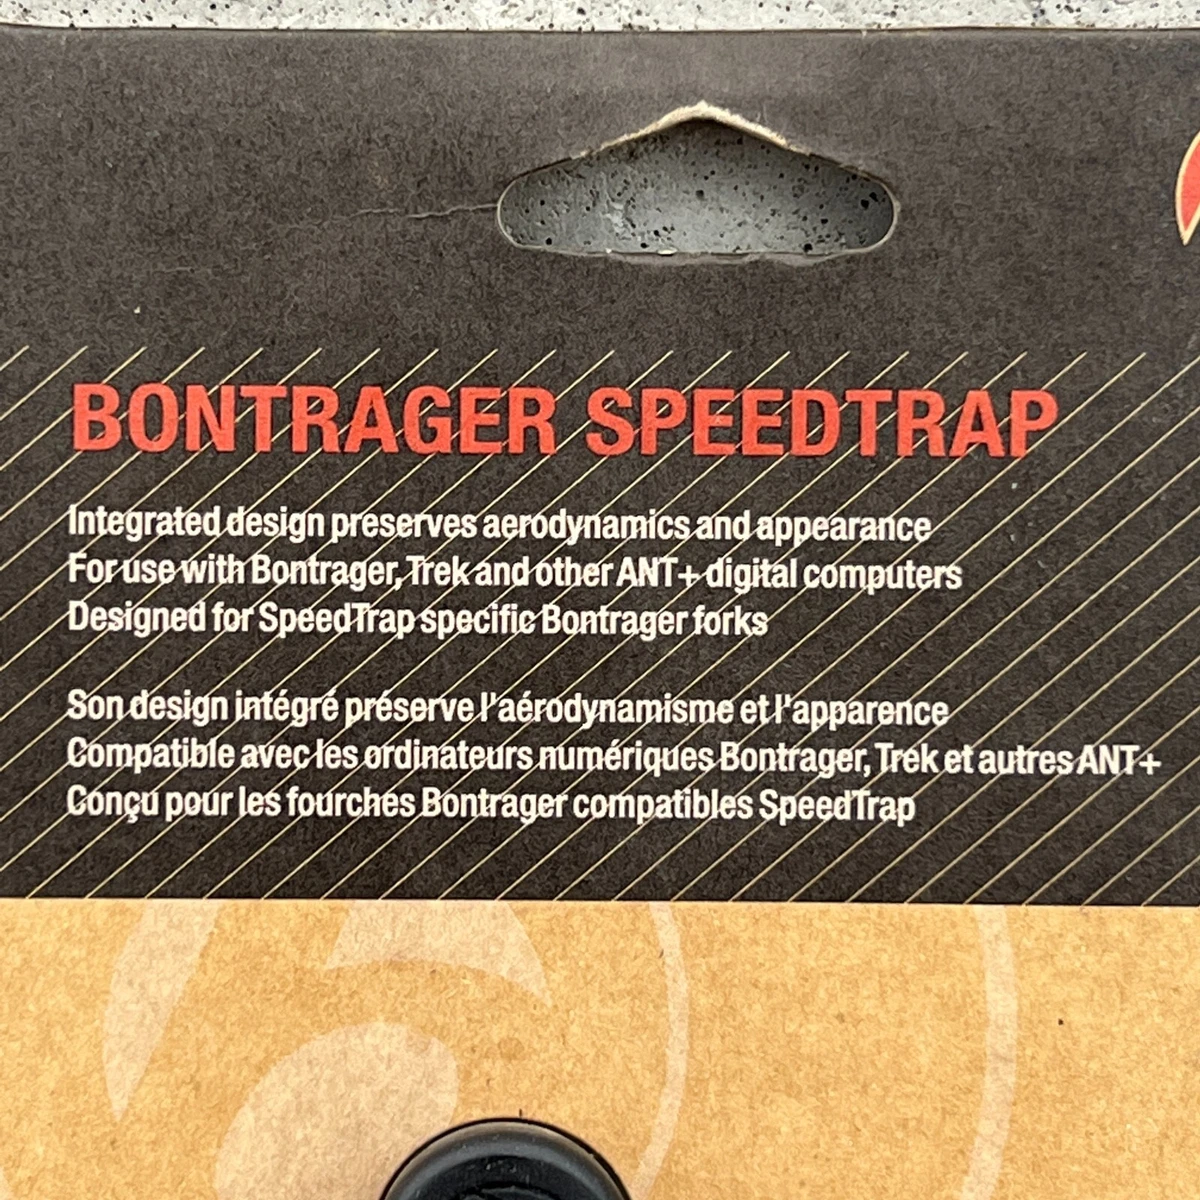 BONTRAGER SPEEDTRAP
Integrated design preserves aerodynamics and appearance
For use with Bontrager, Trek and other ANT+ digital computers
Designed for SpeedTrap specific Bontrager forks
Son design intégré préserve l'aérodynamisme et l'apparence
Compatible avec les ordinateurs numériques Bontrager, Trek et autres ANT+
Conçu pour les fourches Bontrager compatibles SpeedTrap